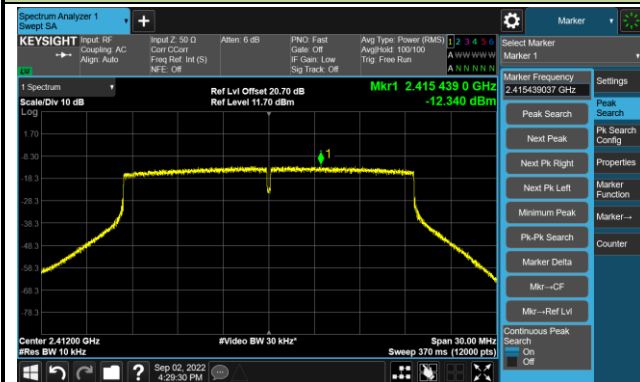 Spectrum Analyzer 1
Swept SA
+
Marker
KEYSIGHT
Input: RF
Coupling: AC
Align: Auto
Input Z: 50 Ω
Corr CCorr
Freq Ref: Int (S)
NFE: Off
Atten: 6 dB
PNO: Fast
Gate: Off
IF Gain: Low
Sig Track: Off
Avg Type: Power (RMS)
Avg|Hold: 100/100
Trig: Free Run
1 2 3 4 5 6
A W W W W W
A N N N N N
Select Marker
Marker 1
1 Spectrum
Scale/Div 10 dB
Log
Ref Lvl Offset 20.70 dB
Ref Level 11.70 dBm
Mkr1 2.415 439 0 GHz
-12.340 dBm
1.70
-8.30
-18.3
-28.3
-38.3
-48.3
-58.3
-68.3
-78.3
1
Center 2.41200 GHz
#Res BW 10 kHz
#Video BW 30 kHz*
Span 30.00 MHz
Sweep 370 ms (12000 pts)
Marker Frequency
2.415439037 GHz
Peak Search
Next Peak
Next Pk Right
Next Pk Left
Minimum Peak
Pk-Pk Search
Marker Delta
Mkr→CF
Mkr→Ref Lvl
Continuous Peak
Search
On
Off
Settings
Peak
Search
Pk Search
Config
Properties
Marker
Function
Marker→
Counter
?
Sep 02, 2022
4:29:30 PM